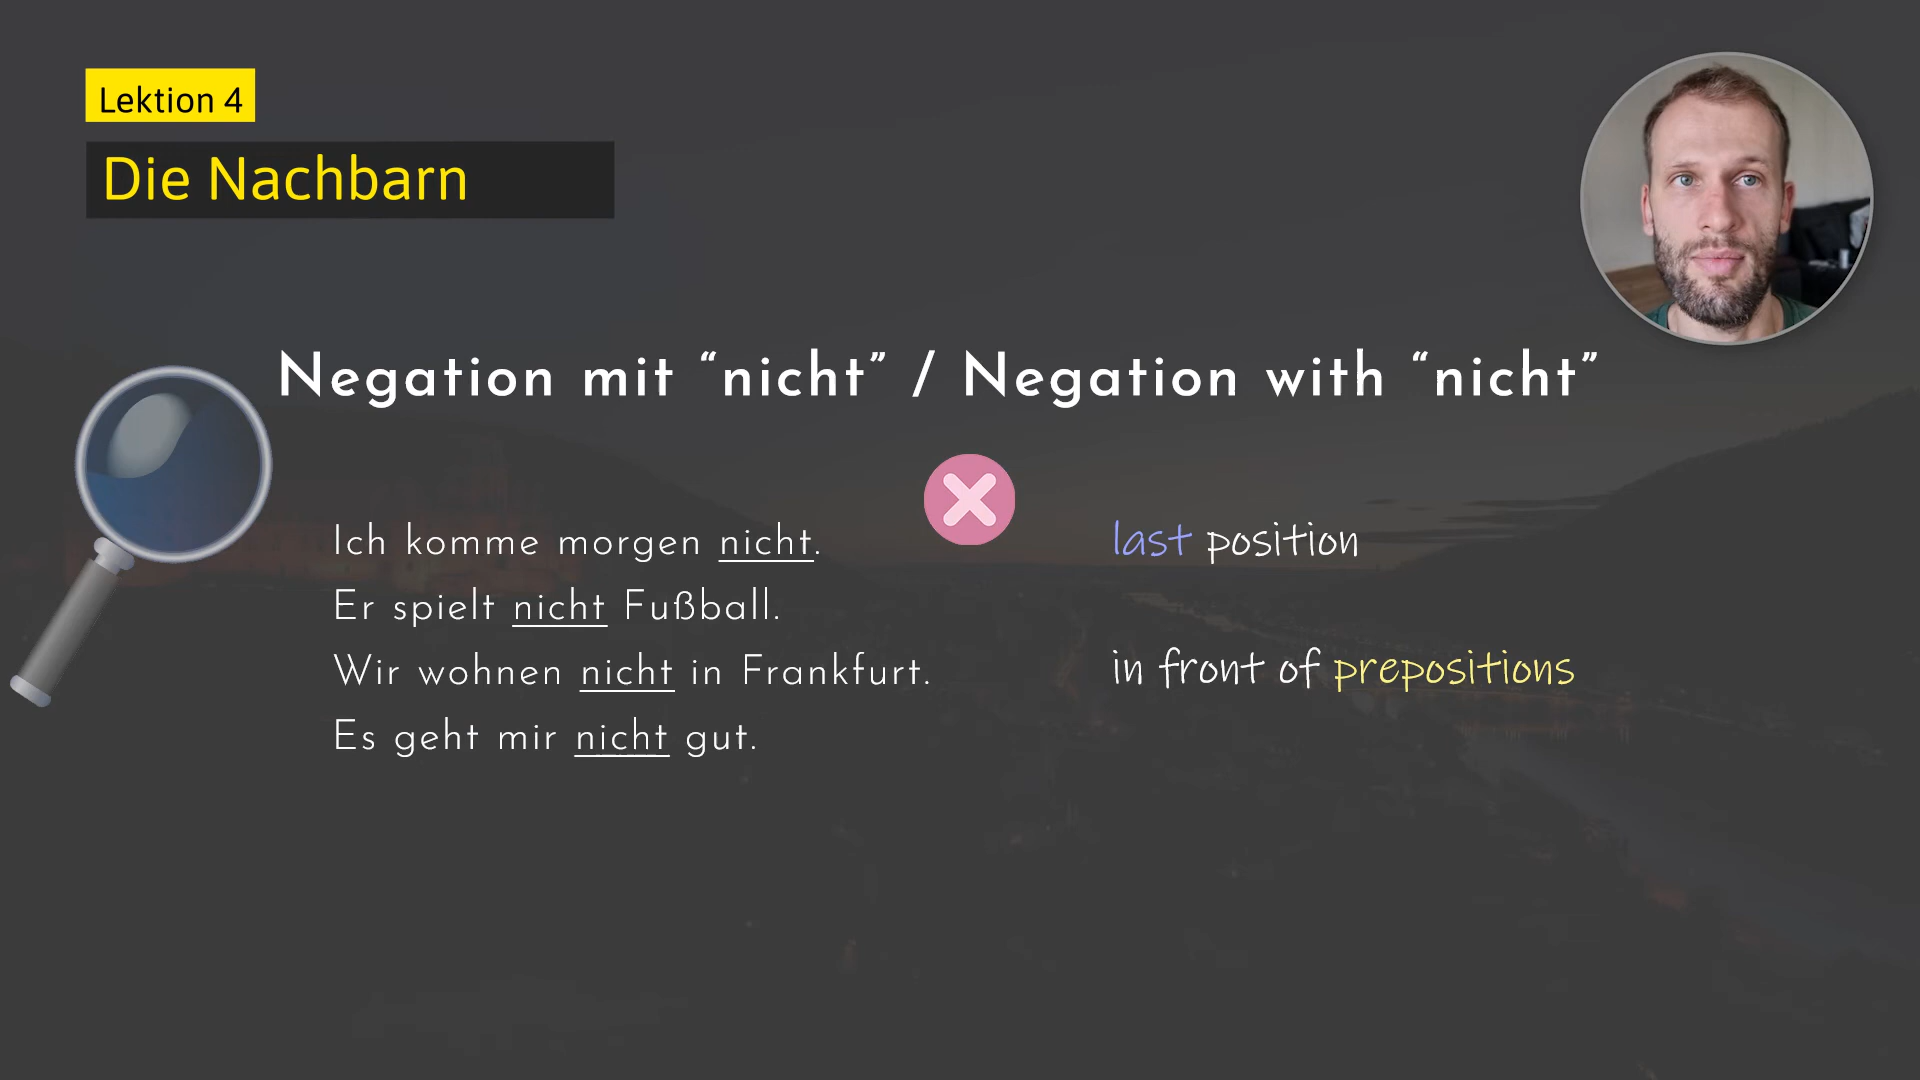 Lektion 4
Die Nachbarn
Negation mit “nicht” / Negation with “nicht”
Ich komme morgen nicht. last position
Er spielt nicht Fußball.
Wir wohnen nicht in Frankfurt. in front of prepositions
Es geht mir nicht gut.